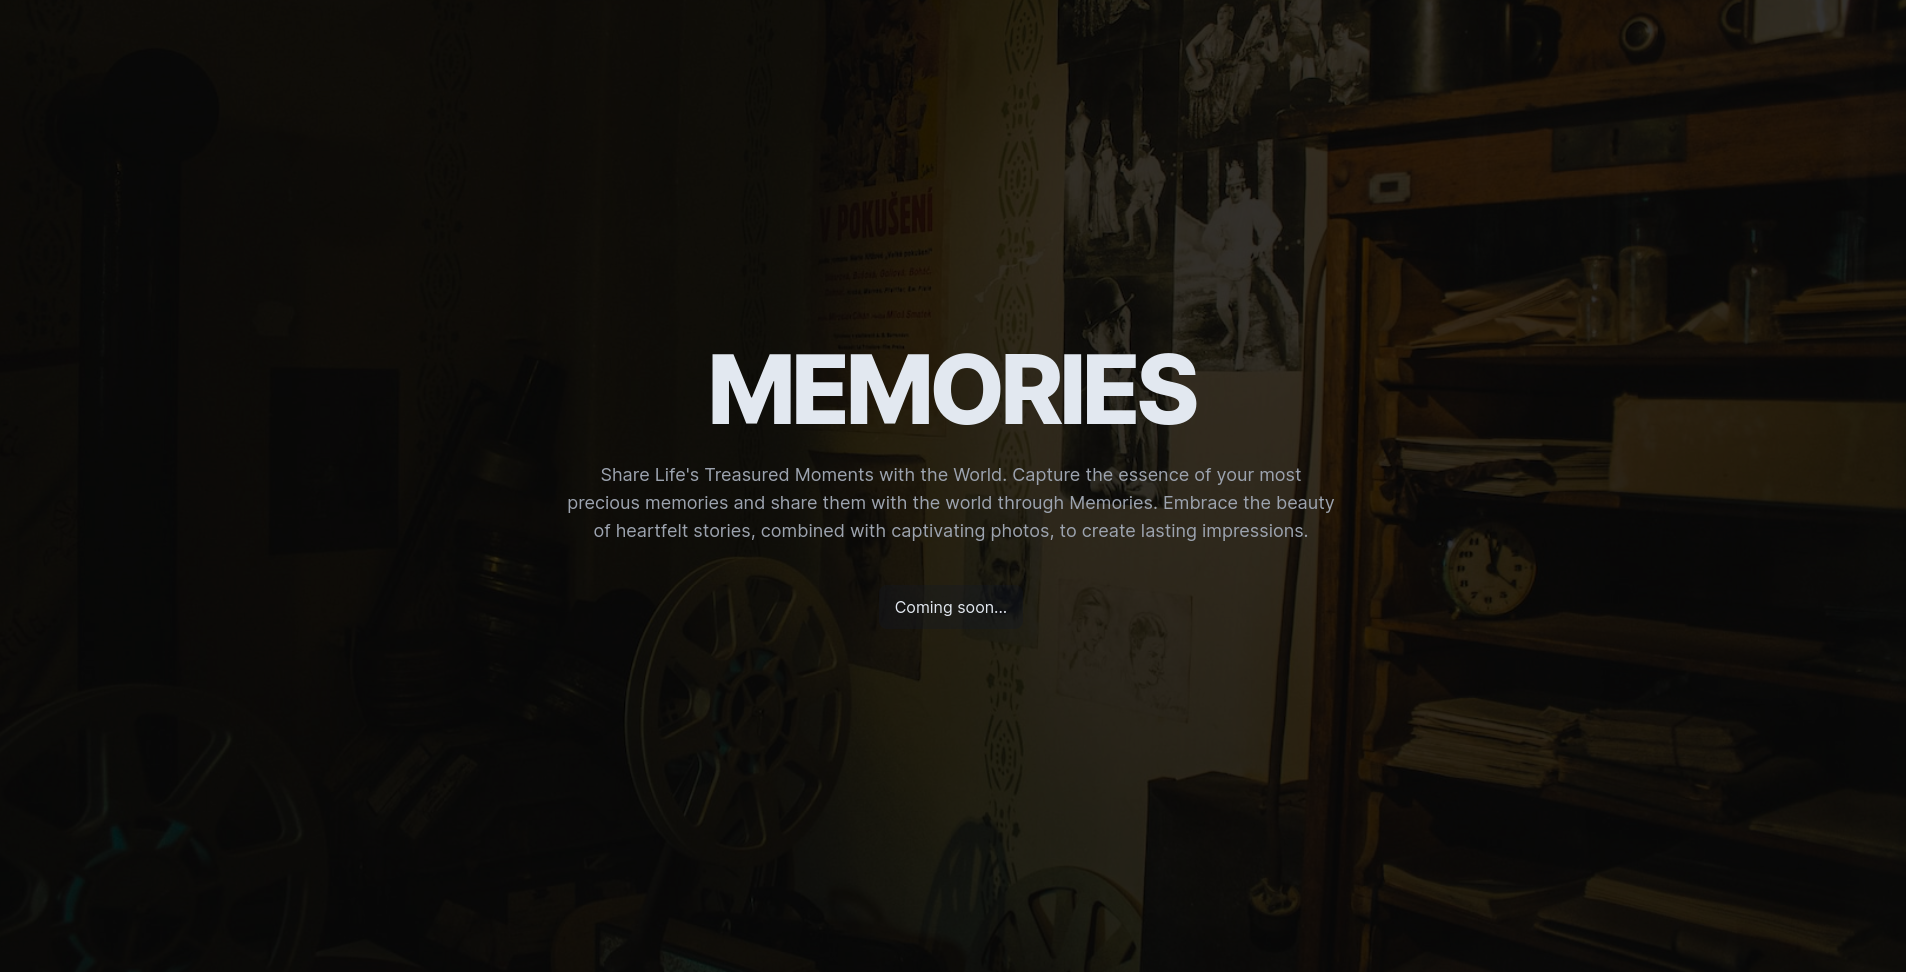 V POKUŠENÍ
MEMORIES
Share Life's Treasured Moments with the World. Capture the essence of your most
precious memories and share them with the world through Memories. Embrace the beauty
of heartfelt stories, combined with captivating photos, to create lasting impressions.
Coming soon...